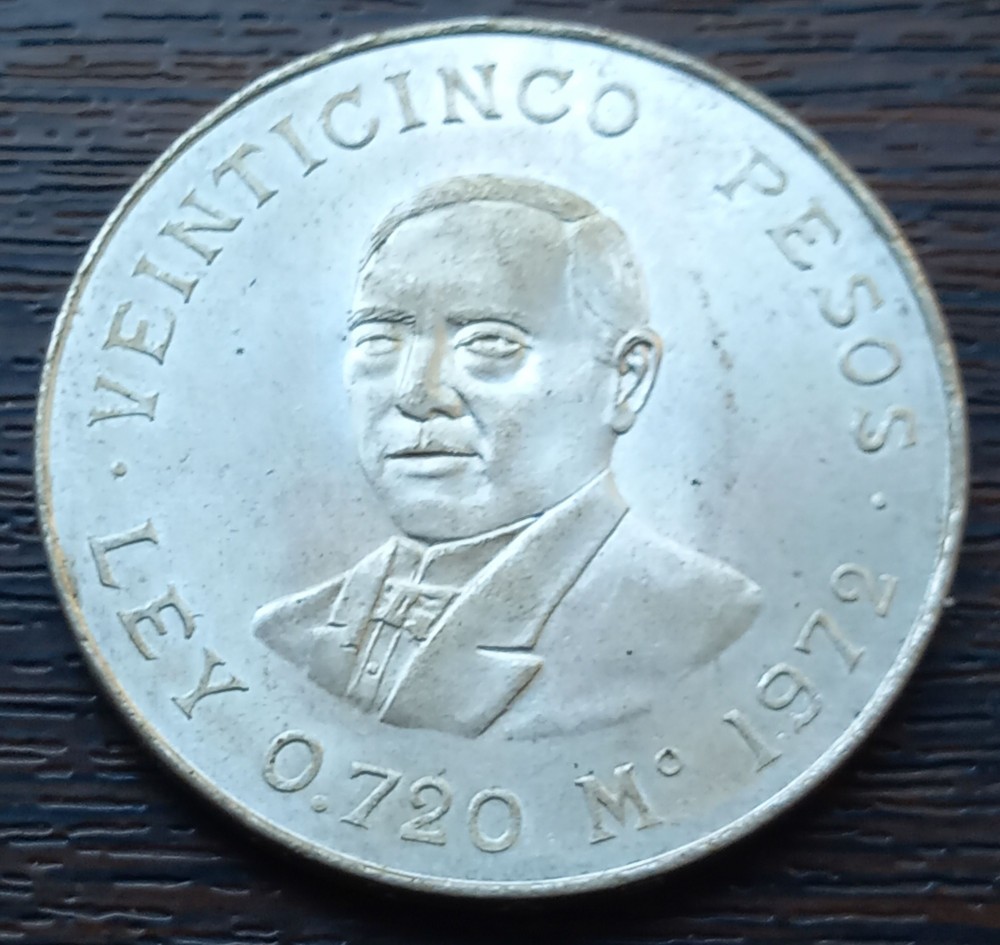 · VEINTICINCO PESOS ·
LEY 0.720 Mº 1972